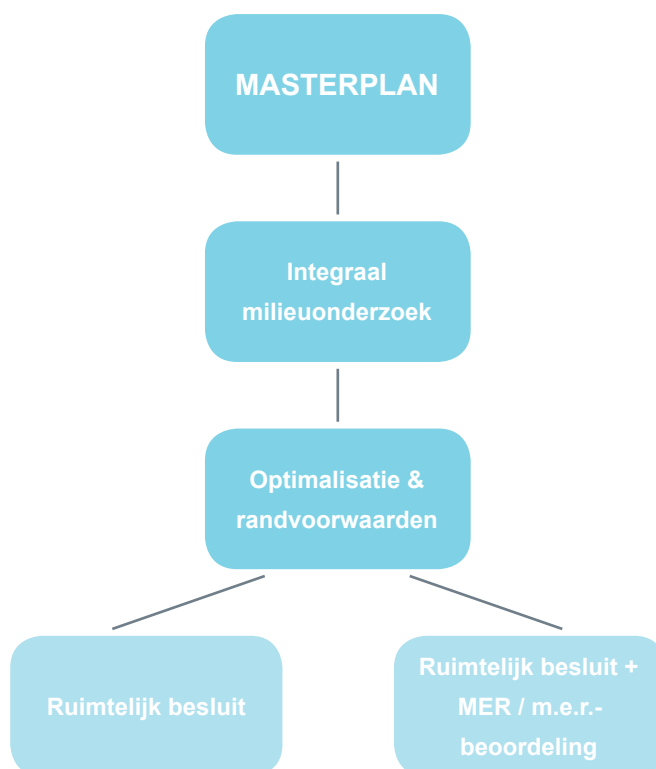 MASTERPLAN
Integraal
milieuonderzoek
Optimalisatie &
randvoorwaarden
Ruimtelijk besluit
Ruimtelijk besluit +
MER / m.e.r.-
beoordeling